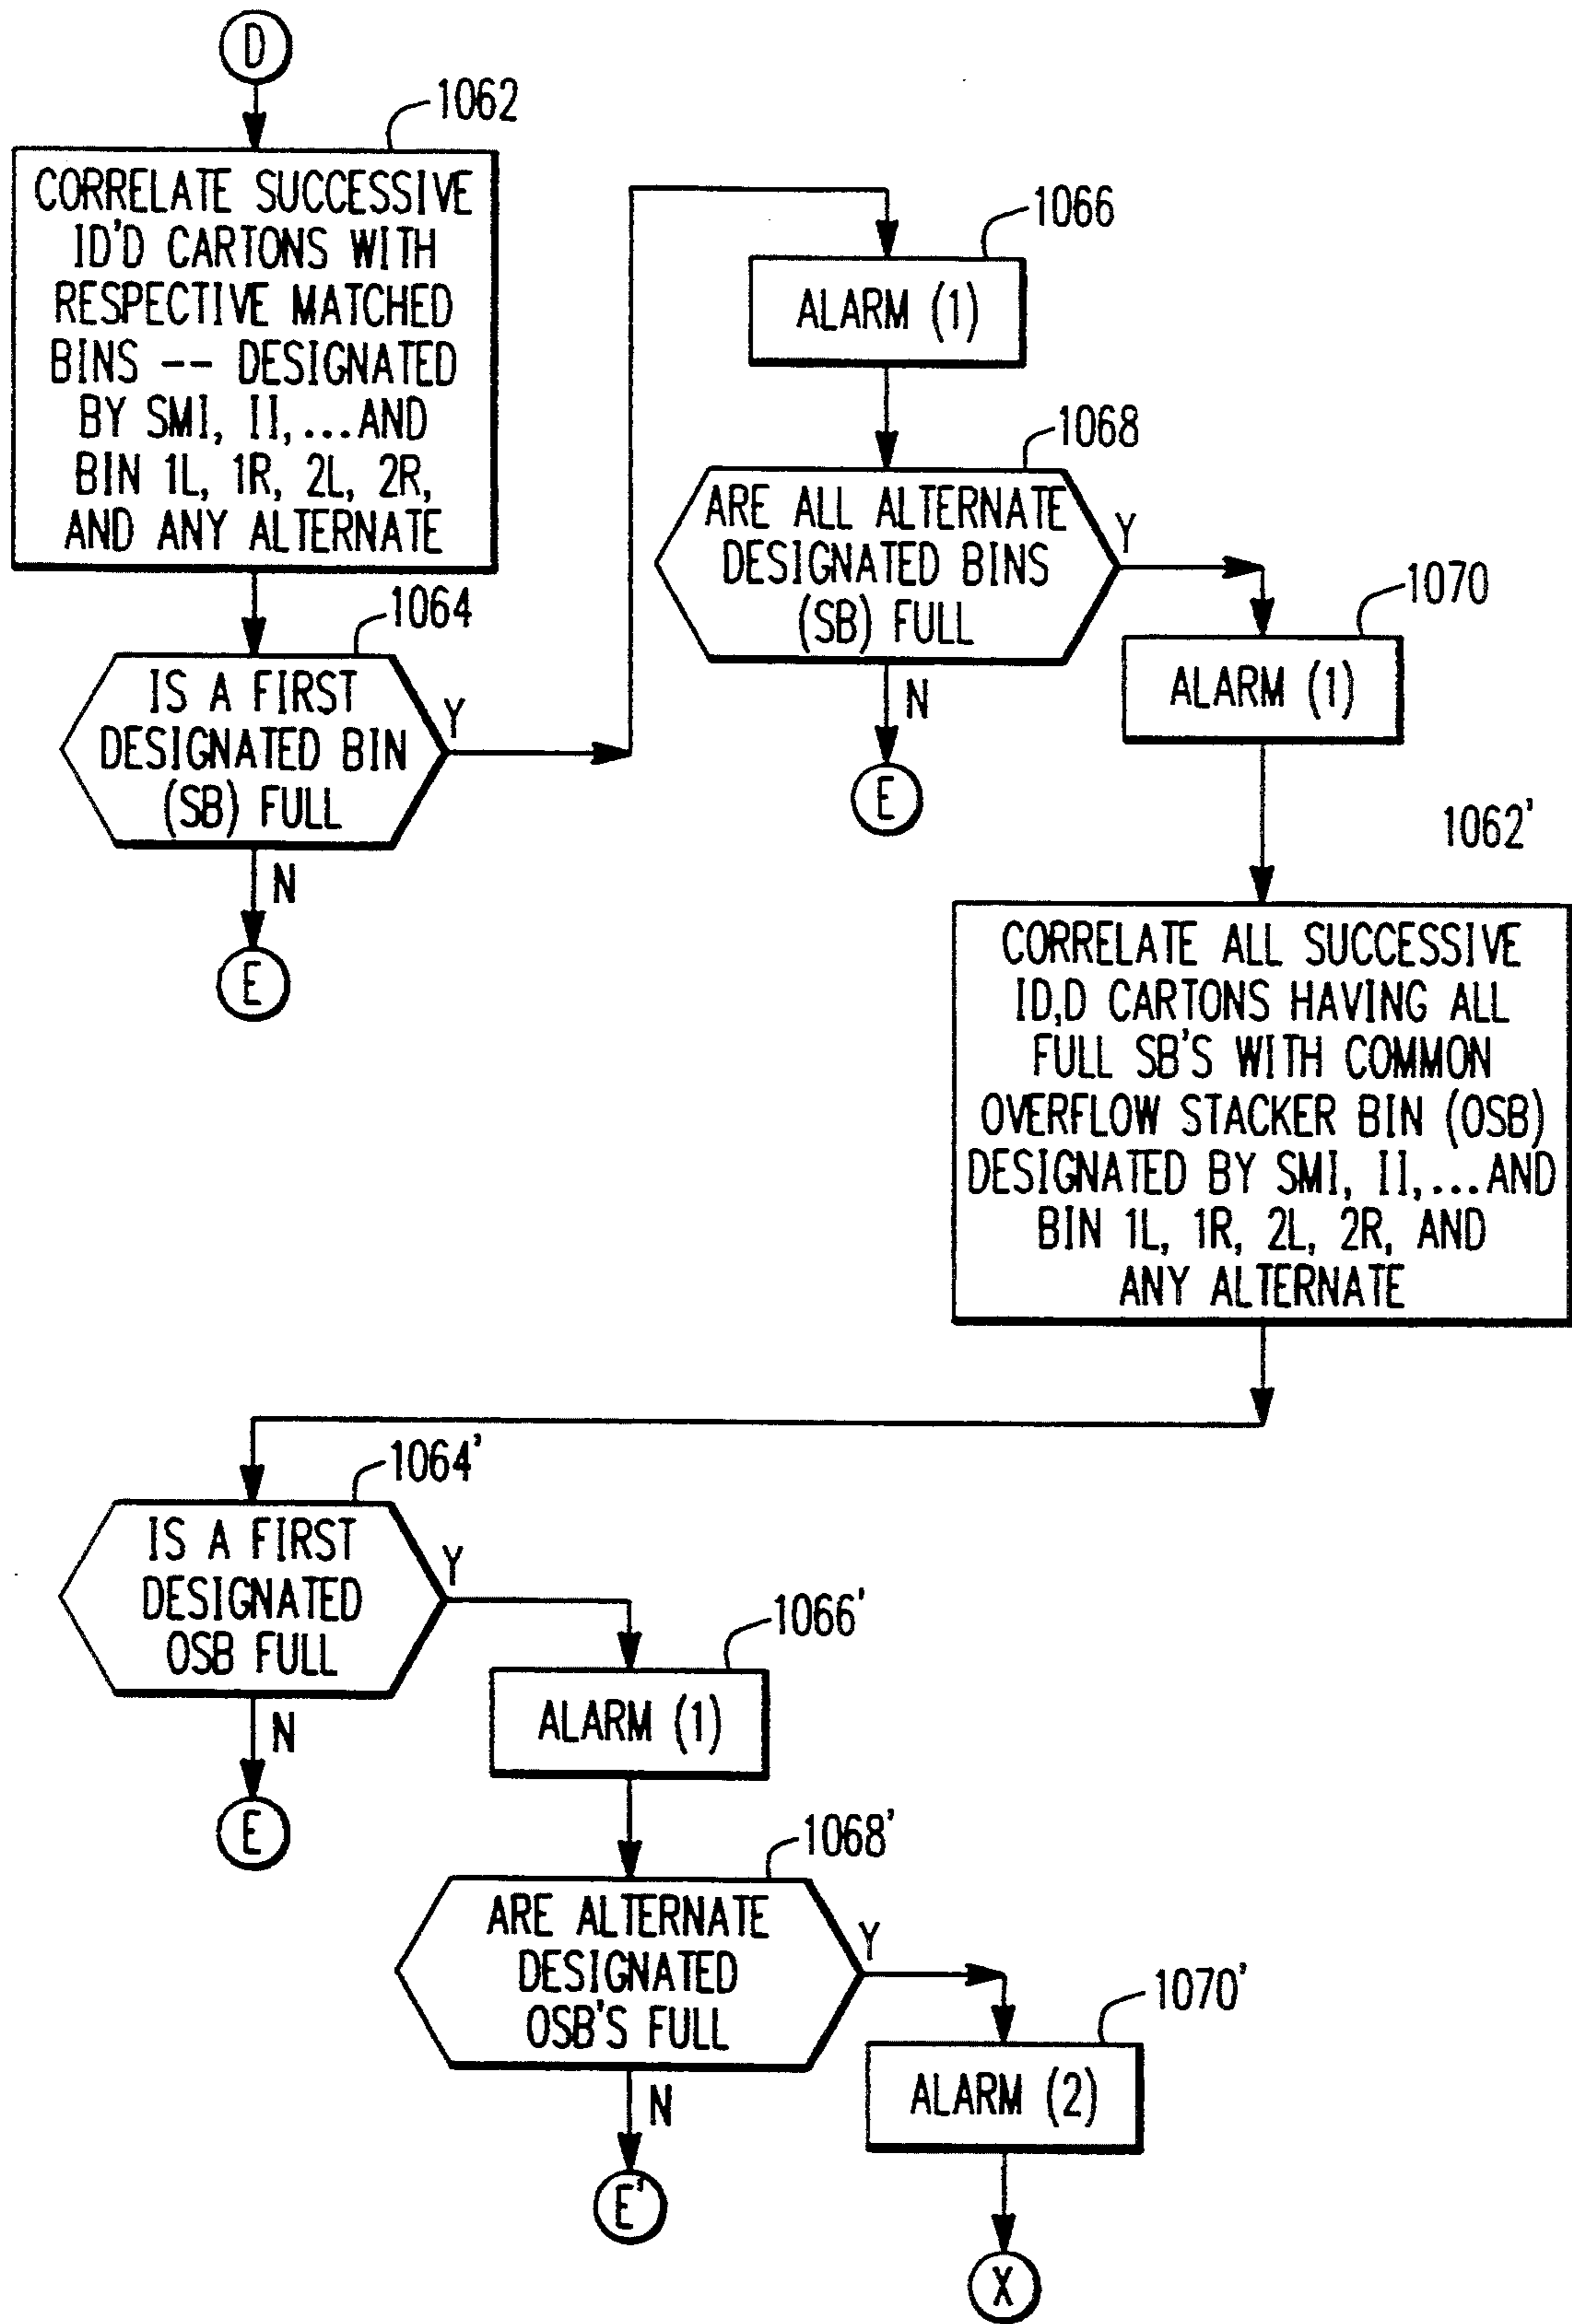 D
1062
CORRELATE SUCCESSIVE
ID'D CARTONS WITH
RESPECTIVE MATCHED
BINS -- DESIGNATED
BY SMI, II,...AND
BIN 1L, 1R, 2L, 2R,
AND ANY ALTERNATE
1064
IS A FIRST
DESIGNATED BIN
(SB) FULL
Y
N
E
1066
ALARM (1)
1068
ARE ALL ALTERNATE
DESIGNATED BINS
(SB) FULL
Y
N
E
1070
ALARM (1)
1062'
CORRELATE ALL SUCCESSIVE
ID,D CARTONS HAVING ALL
FULL SB'S WITH COMMON
OVERFLOW STACKER BIN (OSB)
DESIGNATED BY SMI, II,...AND
BIN 1L, 1R, 2L, 2R, AND
ANY ALTERNATE
1064'
IS A FIRST
DESIGNATED
OSB FULL
Y
N
E
1066'
ALARM (1)
1068'
ARE ALTERNATE
DESIGNATED
OSB'S FULL
Y
N
E'
1070'
ALARM (2)
X